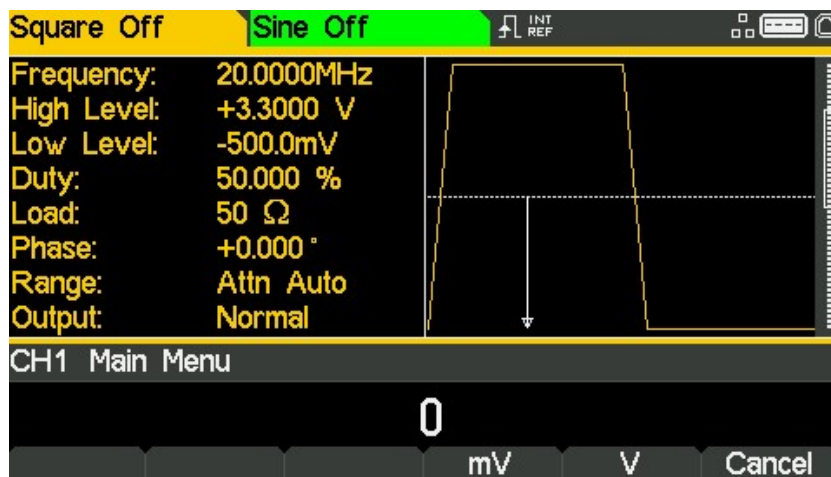 Square Off Sine Off INT REF
Frequency: 20.0000MHz
High Level: +3.3000 V
Low Level: -500.0mV
Duty: 50.000 %
Load: 50 Ω
Phase: +0.000 °
Range: Attn Auto
Output: Normal
CH1 Main Menu
0
mV V Cancel